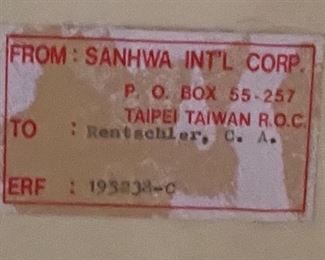 FROM : SANHWA INT'L CORP.
P. O. BOX 55-257
TAIPEI TAIWAN R.O.C.
TO : Rentschler, C. A.
ERF : 195838-C